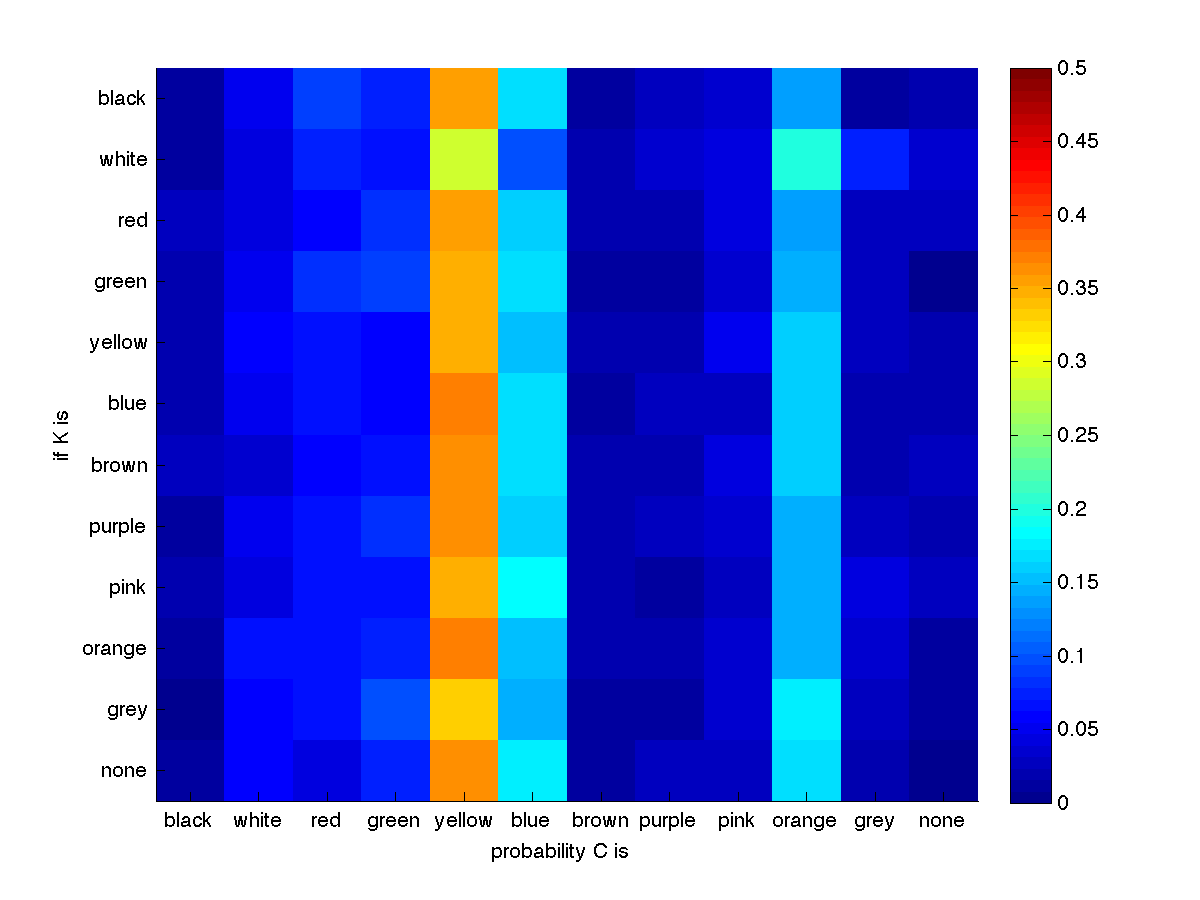 black
white
red
green
yellow
blue
brown
purple
pink
orange
grey
none
if K is
black white red green yellow blue brown purple pink orange grey none
probability C is
0.5
0.45
0.4
0.35
0.3
0.25
0.2
0.15
0.1
0.05
0